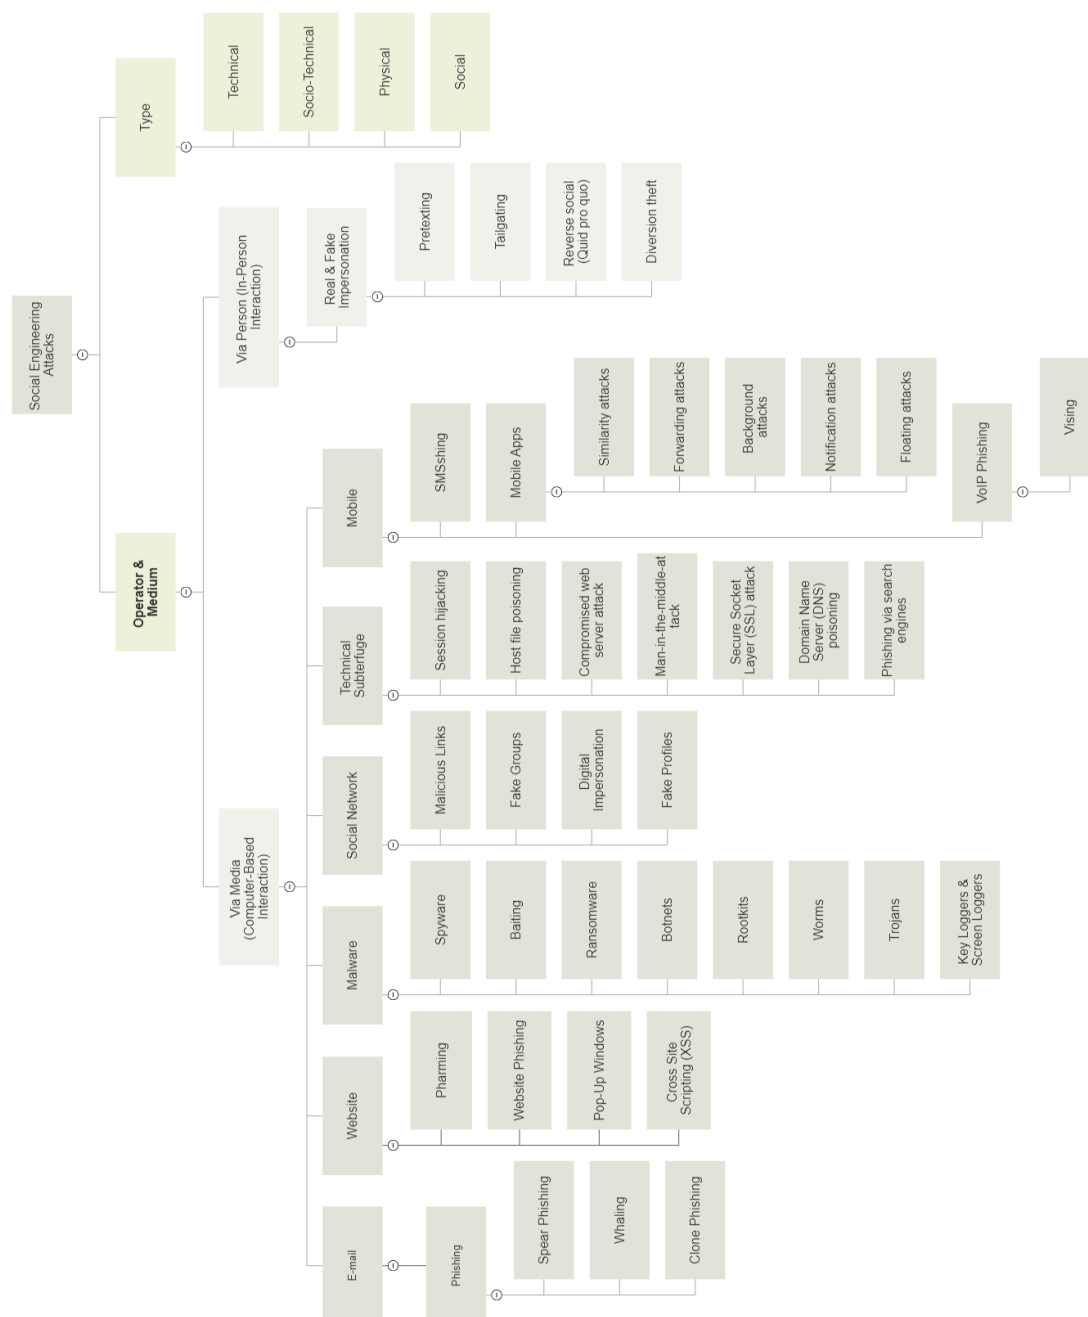 Social Engineering
Attacks
Operator &
Medium
Type
Via Media
(Computer-Based
Interaction)
Via Person (In-Person
Interaction)
E-mail
Phishing
Spear Phishing
Whaling
Clone Phishing
Website
Pharming
Website Phishing
Pop-Up Windows
Cross Site
Scripting (XSS)
Malware
Spyware
Baiting
Ransomware
Botnets
Rootkits
Worms
Trojans
Key Loggers &
Screen Loggers
Social Network
Malicious Links
Fake Groups
Digital
Impersonation
Fake Profiles
Technical
Subterfuge
Session hijacking
Host file poisoning
Compromised web
server attack
Man-in-the-middle-at
tack
Secure Socket
Layer (SSL) attack
Domain Name
Server (DNS)
poisoning
Phishing via search
engines
Mobile
SMSshing
Mobile Apps
Similarity attacks
Forwarding attacks
Background
attacks
Notification attacks
Floating attacks
VoIP Phishing
Vising
Real & Fake
Impersonation
Pretexting
Tailgating
Reverse social
(Quid pro quo)
Diversion theft
Technical
Socio-Technical
Physical
Social